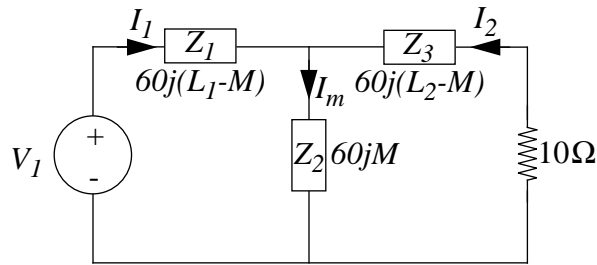 I1 I2
Z1 Z3
60j(L1-M) 60j(L2-M)
Im
V1 + Z2 60jM 10Ω
-